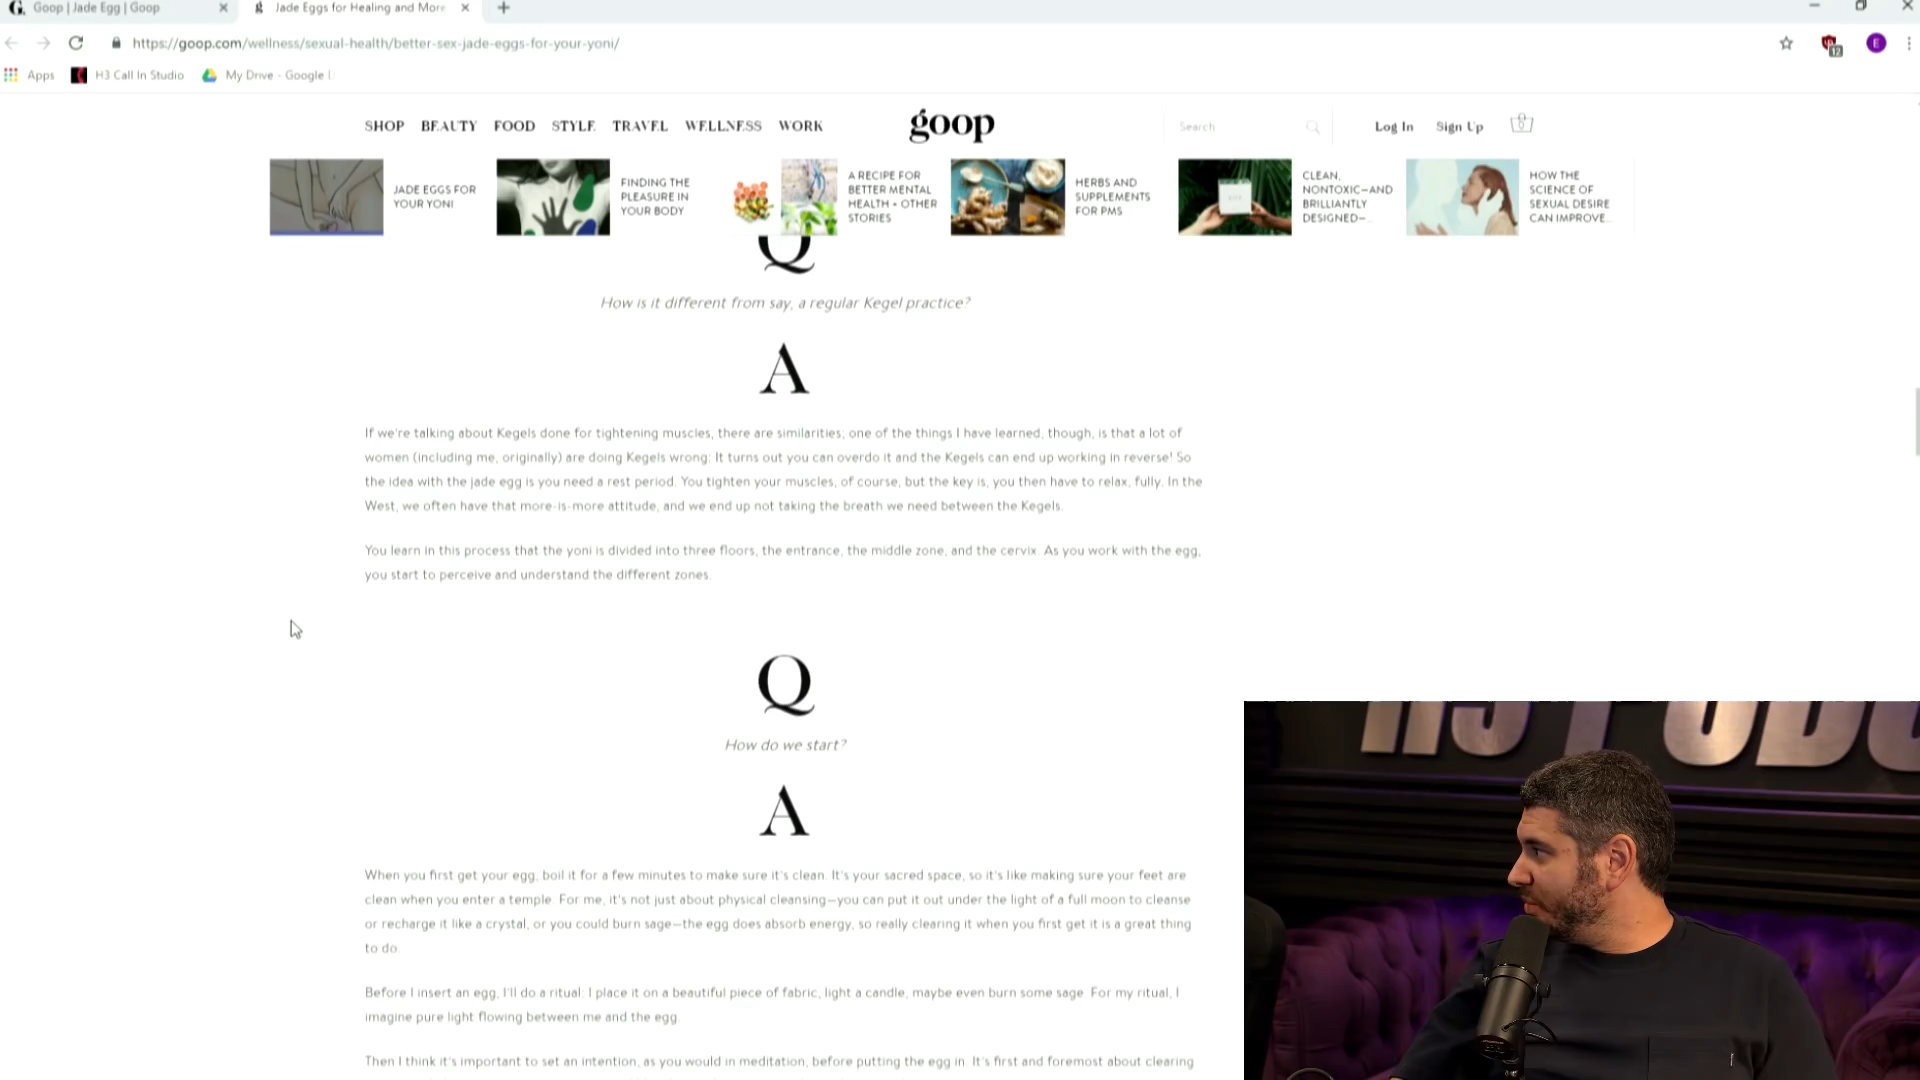 Goop | Jade Egg | Goop
Jade Eggs for Healing and More
https://goop.com/wellness/sexual-health/better-sex-jade-eggs-for-your-yoni/
12
E
Apps
H3 Call In Studio
My Drive - Google
SHOP BEAUTY FOOD STYLE TRAVEL WELLNESS WORK
goop
Search
Log In
Sign Up
0
JADE EGGS FOR
YOUR YONI
FINDING THE
PLEASURE IN
YOUR BODY
A RECIPE FOR
BETTER MENTAL
HEALTH + OTHER
STORIES
HERBS AND
SUPPLEMENTS
FOR PMS
CLEAN,
NONTOXIC—AND
BRILLIANTLY
DESIGNED—...
HOW THE
SCIENCE OF
SEXUAL DESIRE
CAN IMPROVE...
Q
How is it different from say, a regular Kegel practice?
A
If we're talking about Kegels done for tightening muscles, there are similarities; one of the things I have learned, though, is that a lot of
women (including me, originally) are doing Kegels wrong: It turns out you can overdo it and the Kegels can end up working in reverse! So
the idea with the jade egg is you need a rest period. You tighten your muscles, of course, but the key is, you then have to relax, fully. In the
West, we often have that more-is-more attitude, and we end up not taking the breath we need between the Kegels.
You learn in this process that the yoni is divided into three floors, the entrance, the middle zone, and the cervix. As you work with the egg,
you start to perceive and understand the different zones.
Q
How do we start?
A
When you first get your egg, boil it for a few minutes to make sure it's clean. It's your sacred space, so it's like making sure your feet are
clean when you enter a temple. For me, it's not just about physical cleansing—you can put it out under the light of a full moon to cleanse
or recharge it like a crystal, or you could burn sage—the egg does absorb energy, so really clearing it when you first get it is a great thing
to do.
Before I insert an egg, I'll do a ritual: I place it on a beautiful piece of fabric, light a candle, maybe even burn some sage. For my ritual, I
imagine pure light flowing between me and the egg.
Then I think it's important to set an intention, as you would in meditation, before putting the egg in. It's first and foremost about clearing
H3 PODC